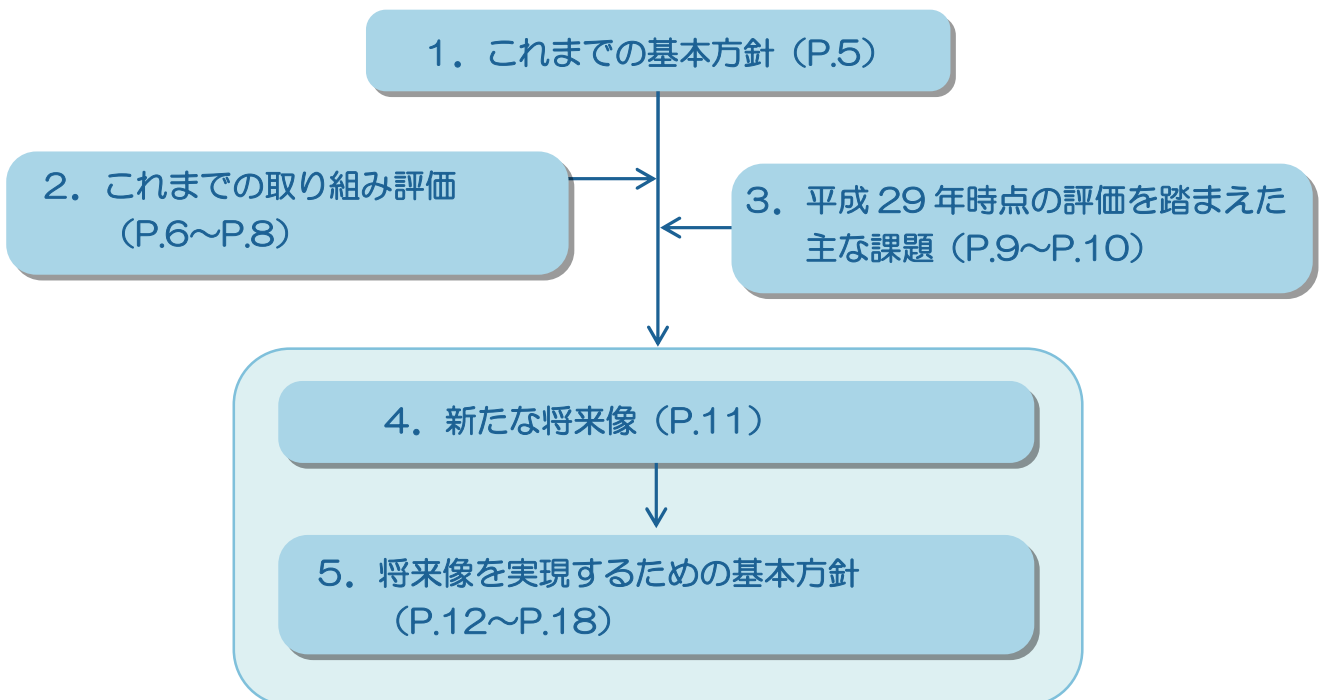 1．これまでの基本方針（P.5）
2．これまでの取り組み評価
（P.6～P.8）
3．平成 29 年時点の評価を踏まえた
主な課題（P.9～P.10）
4．新たな将来像（P.11）
5．将来像を実現するための基本方針
（P.12～P.18）